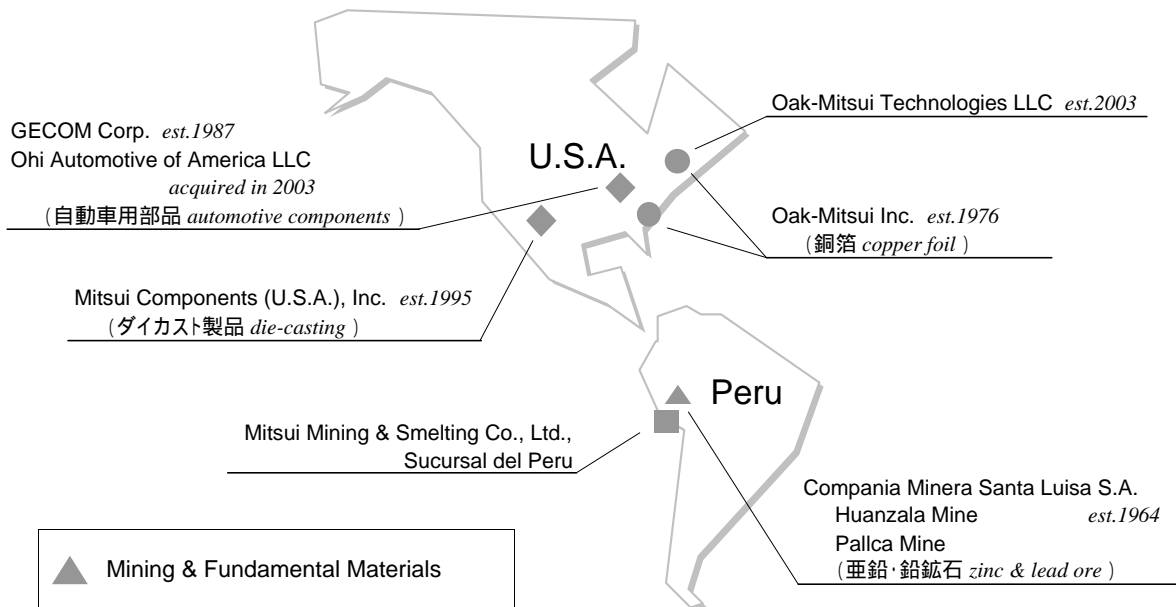 Oak-Mitsui Technologies LLC est.2003
GECOM Corp. est.1987
Ohi Automotive of America LLC
acquired in 2003
(自動車用部品 automotive components )
U.S.A.
Oak-Mitsui Inc. est.1976
(銅箔 copper foil )
Mitsui Components (U.S.A.), Inc. est.1995
(ダイカスト製品 die-casting )
Peru
Mitsui Mining & Smelting Co., Ltd.,
Sucursal del Peru
Compania Minera Santa Luisa S.A.
Huanzala Mine est.1964
Pallca Mine
(亜鉛・鉛鉱石 zinc & lead ore )
Mining & Fundamental Materials